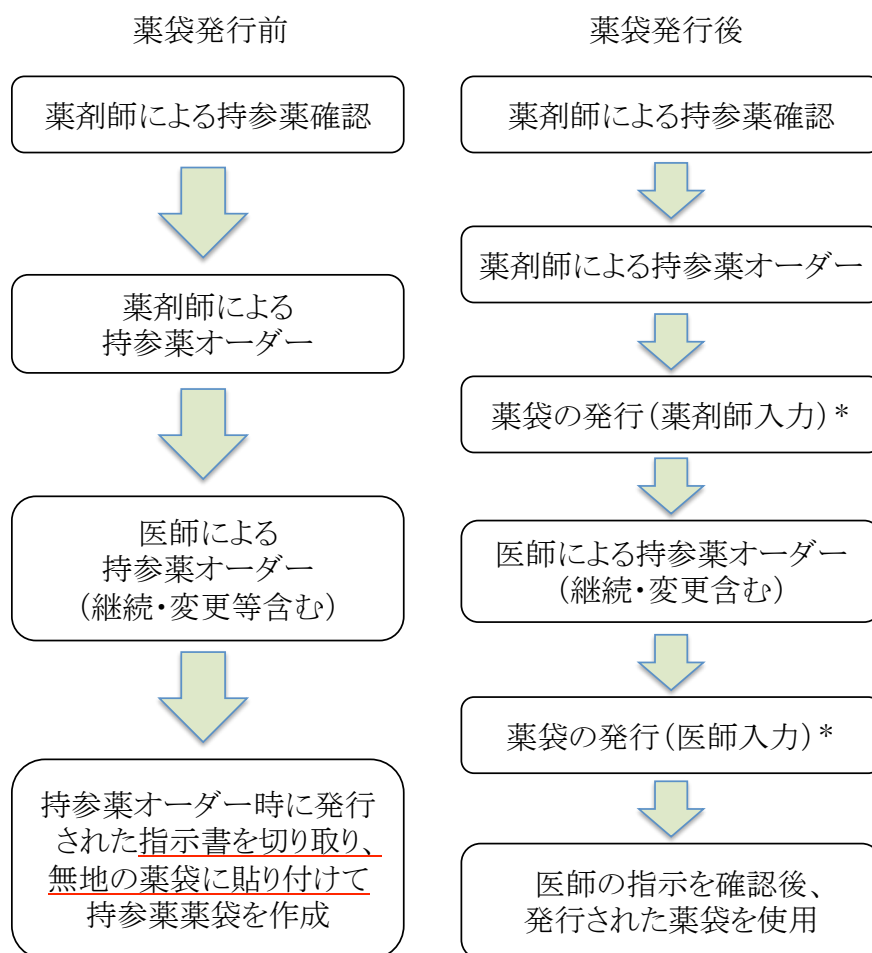 薬袋発行前
薬剤師による持参薬確認
薬剤師による
持参薬オーダー
医師による
持参薬オーダー
(継続・変更等含む)
持参薬オーダー時に発行
された指示書を切り取り、
無地の薬袋に貼り付けて
持参薬薬袋を作成
薬袋発行後
薬剤師による持参薬確認
薬剤師による持参薬オーダー
薬袋の発行(薬剤師入力)*
医師による持参薬オーダー
(継続・変更含む)
薬袋の発行(医師入力)*
医師の指示を確認後、
発行された薬袋を使用